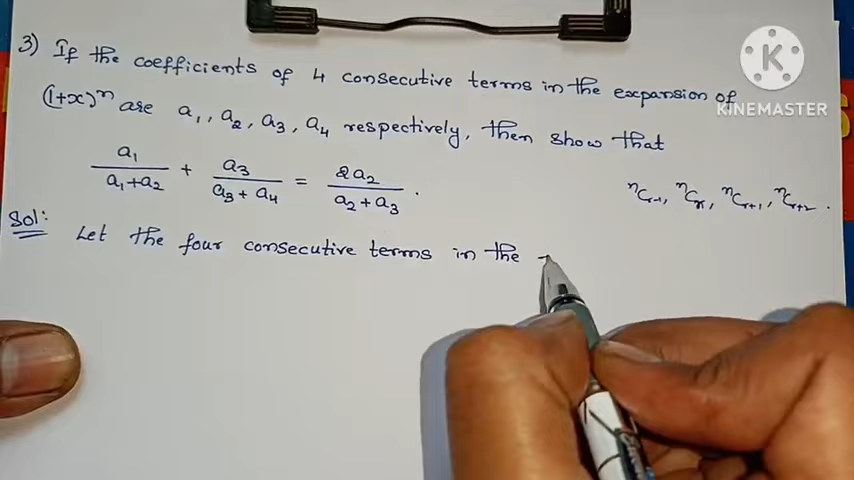 3) If the coefficients of 4 consecutive terms in the expansion of
(1+x)ⁿ are a₁, a₂, a₃, a₄ respectively, then show that
a₁/(a₁+a₂) + a₃/(a₃+a₄) = 2a₂/(a₂+a₃).
ⁿCᵣ₋₁, ⁿCᵣ, ⁿCᵣ₊₁, ⁿCᵣ₊₂.
Sol:
Let the four consecutive terms in the
K
KINEMASTER